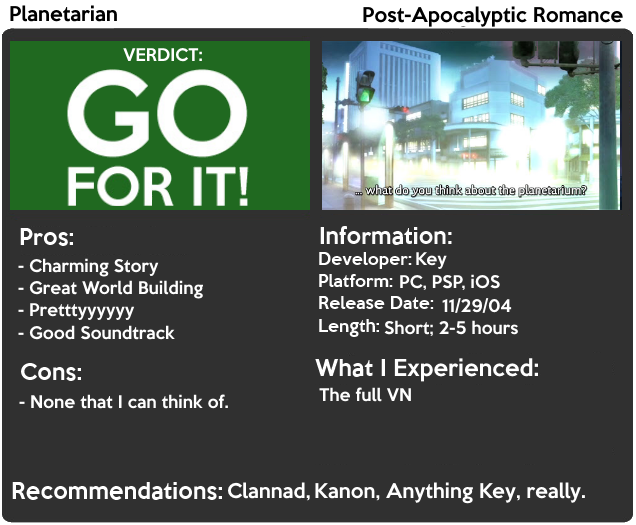 Planetarian
Post-Apocalyptic Romance
VERDICT:
GO
FOR IT!
... what do you think about the planetarium?
Pros:
- Charming Story
- Great World Building
- Pretttyyyyyy
- Good Soundtrack
Cons:
- None that I can think of.
Information:
Developer: Key
Platform: PC, PSP, iOS
Release Date: 11/29/04
Length: Short; 2-5 hours
What I Experienced:
The full VN
Recommendations: Clannad, Kanon, Anything Key, really.